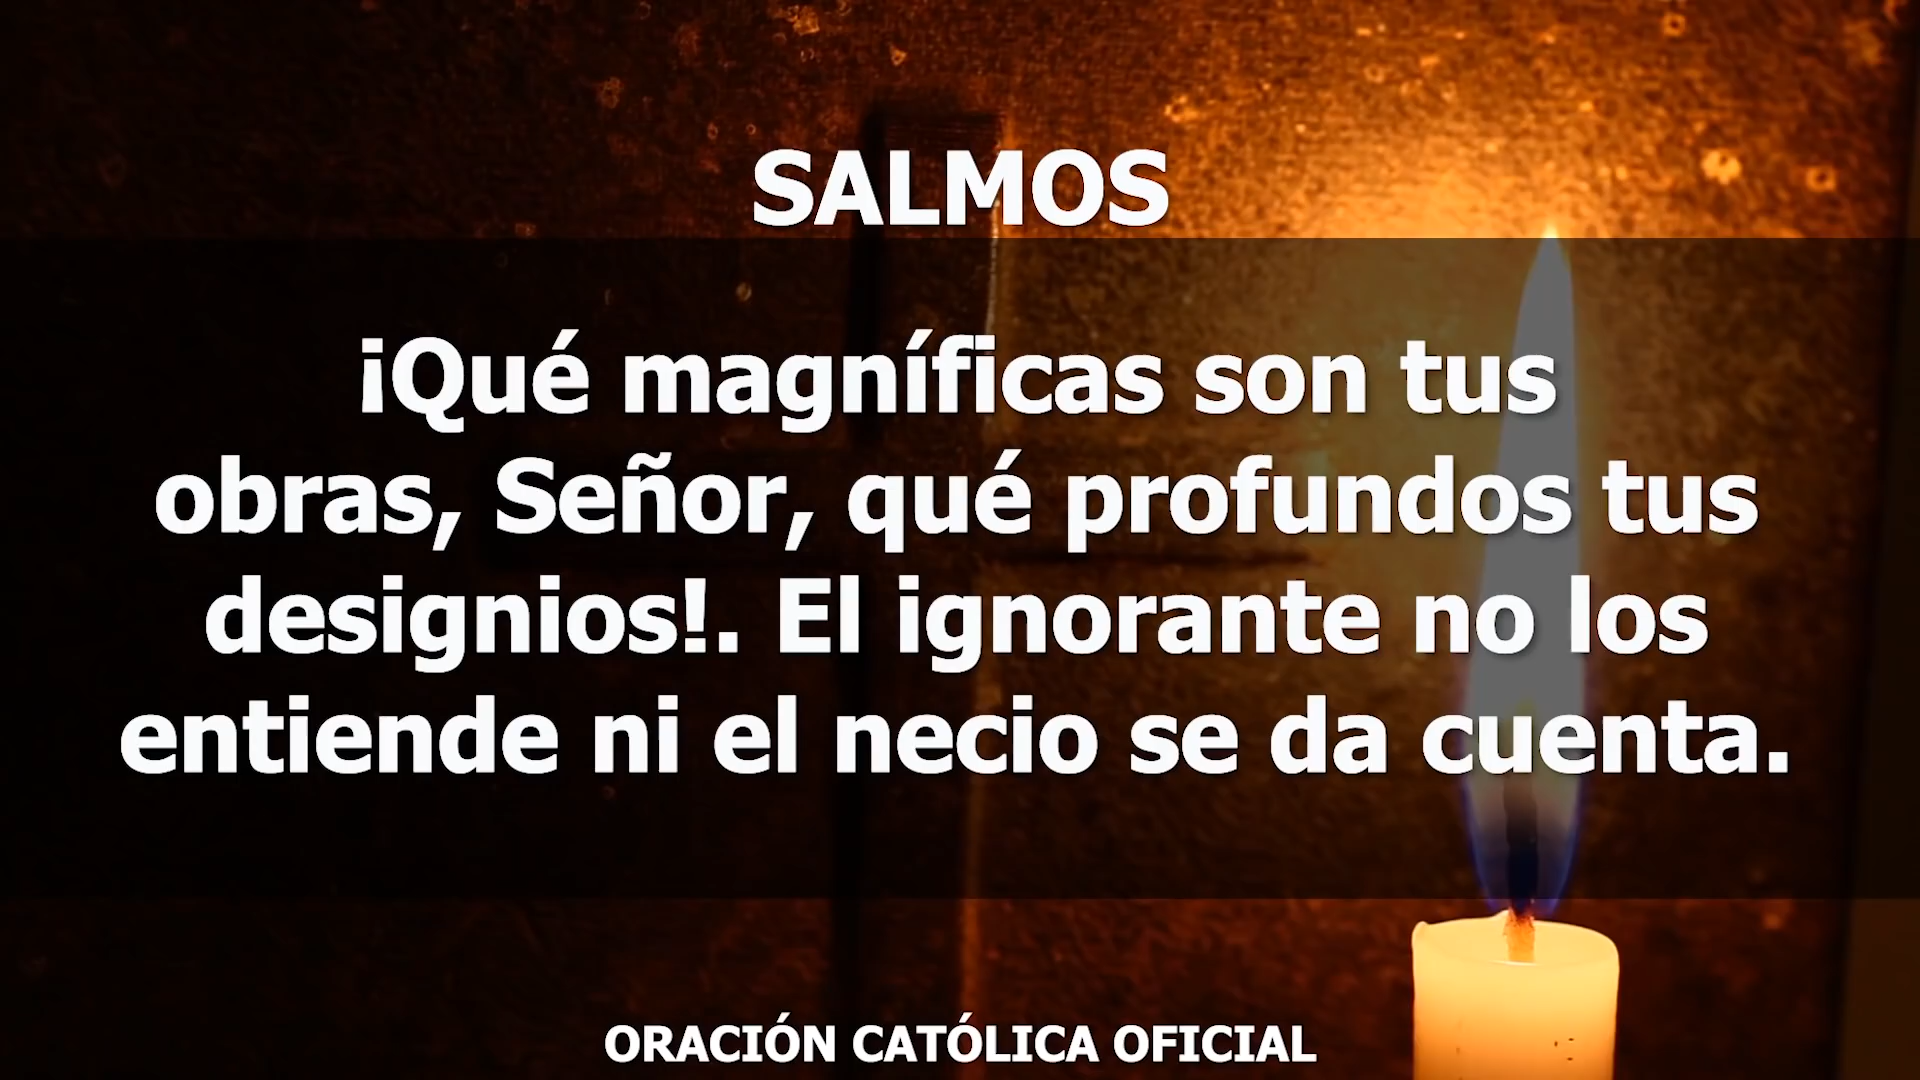 SALMOS
¡Qué magníficas son tus
obras, Señor, qué profundos tus
designios!. El ignorante no los
entiende ni el necio se da cuenta.
ORACIÓN CATÓLICA OFICIAL